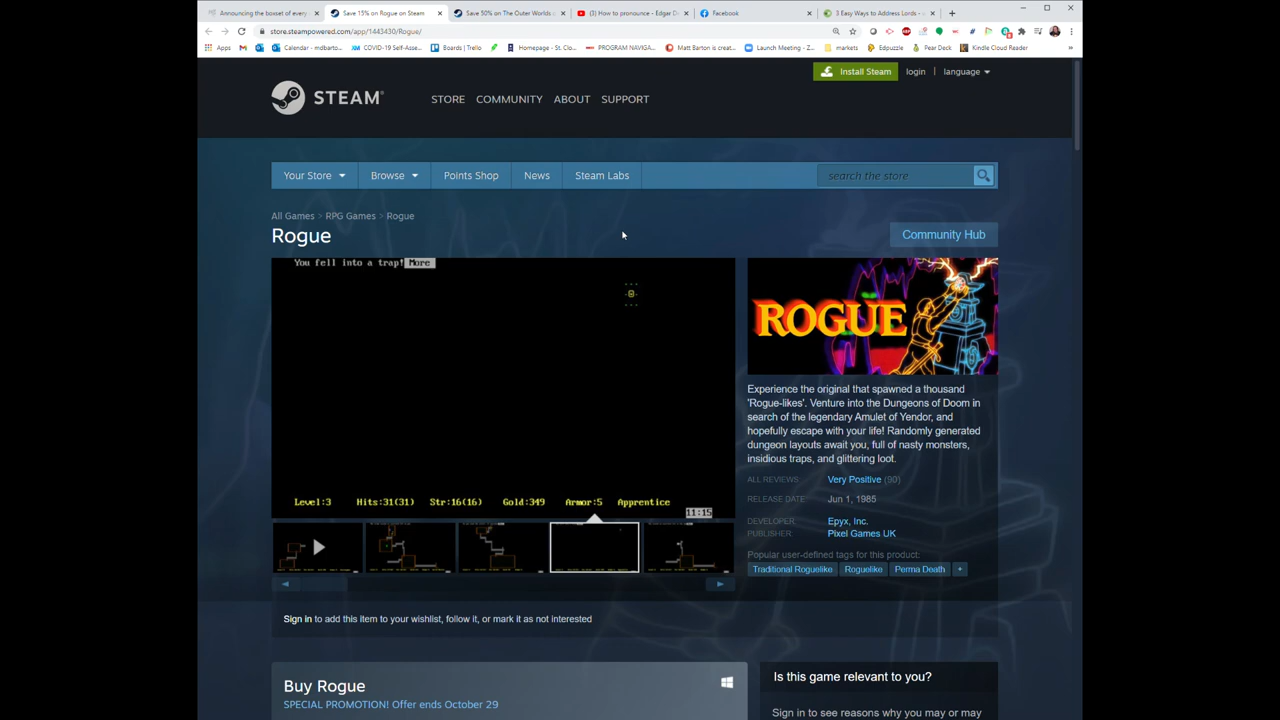 Announcing the boxset of every
Save 15% on Rogue on Steam
Save 50% on The Outer Worlds
(3) How to pronounce - Edgar D
Facebook
3 Easy Ways to Address Lords -
store.steampowered.com/app/1443430/Rogue/
Apps
Calendar - mdbarto...
COVID-19 Self-Asse...
Boards | Trello
Homepage - St. Clo...
PROGRAM NAVIGA...
Matt Barton is creat...
Launch Meeting - Z...
markets
Edpuzzle
Pear Deck
Kindle Cloud Reader
Install Steam
login
language
STEAM
STORE
COMMUNITY
ABOUT
SUPPORT
Your Store
Browse
Points Shop
News
Steam Labs
search the store
All Games > RPG Games > Rogue
Rogue
Community Hub
You fell into a trap! More
Level:3 Hits:31(31) Str:16(16) Gold:349 Armor:5 Apprentice
11:15
ROGUE
Experience the original that spawned a thousand
'Rogue-likes'. Venture into the Dungeons of Doom in
search of the legendary Amulet of Yendor, and
hopefully escape with your life! Randomly generated
dungeon layouts await you, full of nasty monsters,
insidious traps, and glittering loot.
ALL REVIEWS: Very Positive (90)
RELEASE DATE: Jun 1, 1985
DEVELOPER: Epyx, Inc.
PUBLISHER: Pixel Games UK
Popular user-defined tags for this product:
Traditional Roguelike Roguelike Perma Death +
Sign in to add this item to your wishlist, follow it, or mark it as not interested
Buy Rogue
SPECIAL PROMOTION! Offer ends October 29
Is this game relevant to you?
Sign in to see reasons why you may or may